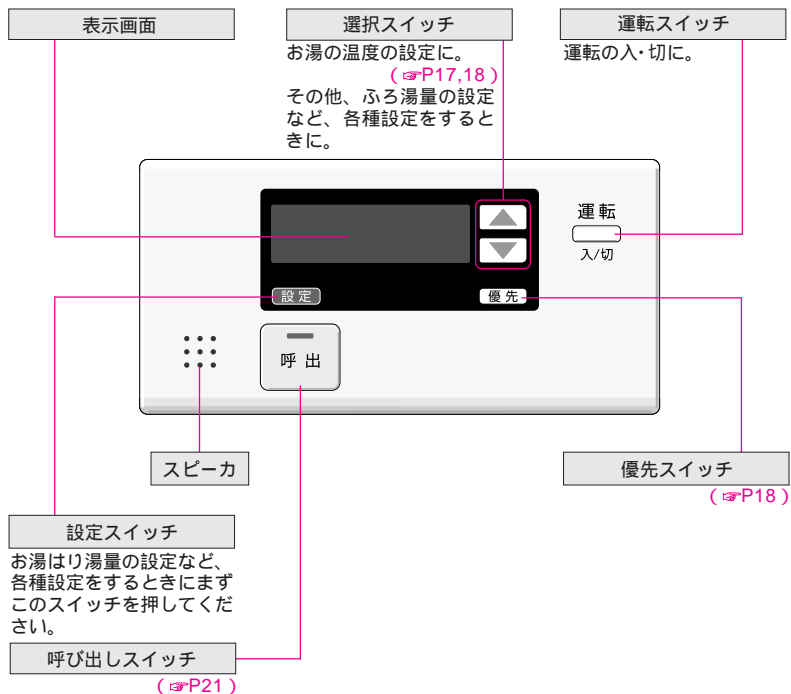 表示画面
選択スイッチ
お湯の温度の設定に。
(☞P17,18)
その他、ふろ湯量の設定
など、各種設定をすると
きに。
運転スイッチ
運転の入・切に。
運転
入/切
設定
優先
呼出
スピーカ
優先スイッチ
(☞P18)
設定スイッチ
お湯はり湯量の設定など、
各種設定をするときにまず
このスイッチを押してくだ
さい。
呼び出しスイッチ
(☞P21)